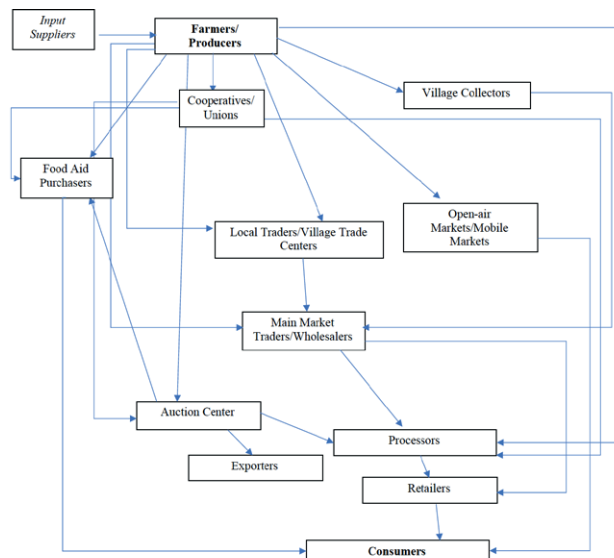 Input
Suppliers
Farmers/
Producers
Village Collectors
Cooperatives/
Unions
Food Aid
Purchasers
Open-air
Markets/Mobile
Markets
Local Traders/Village Trade
Centers
Main Market
Traders/Wholesalers
Auction Center
Processors
Exporters
Retailers
Consumers